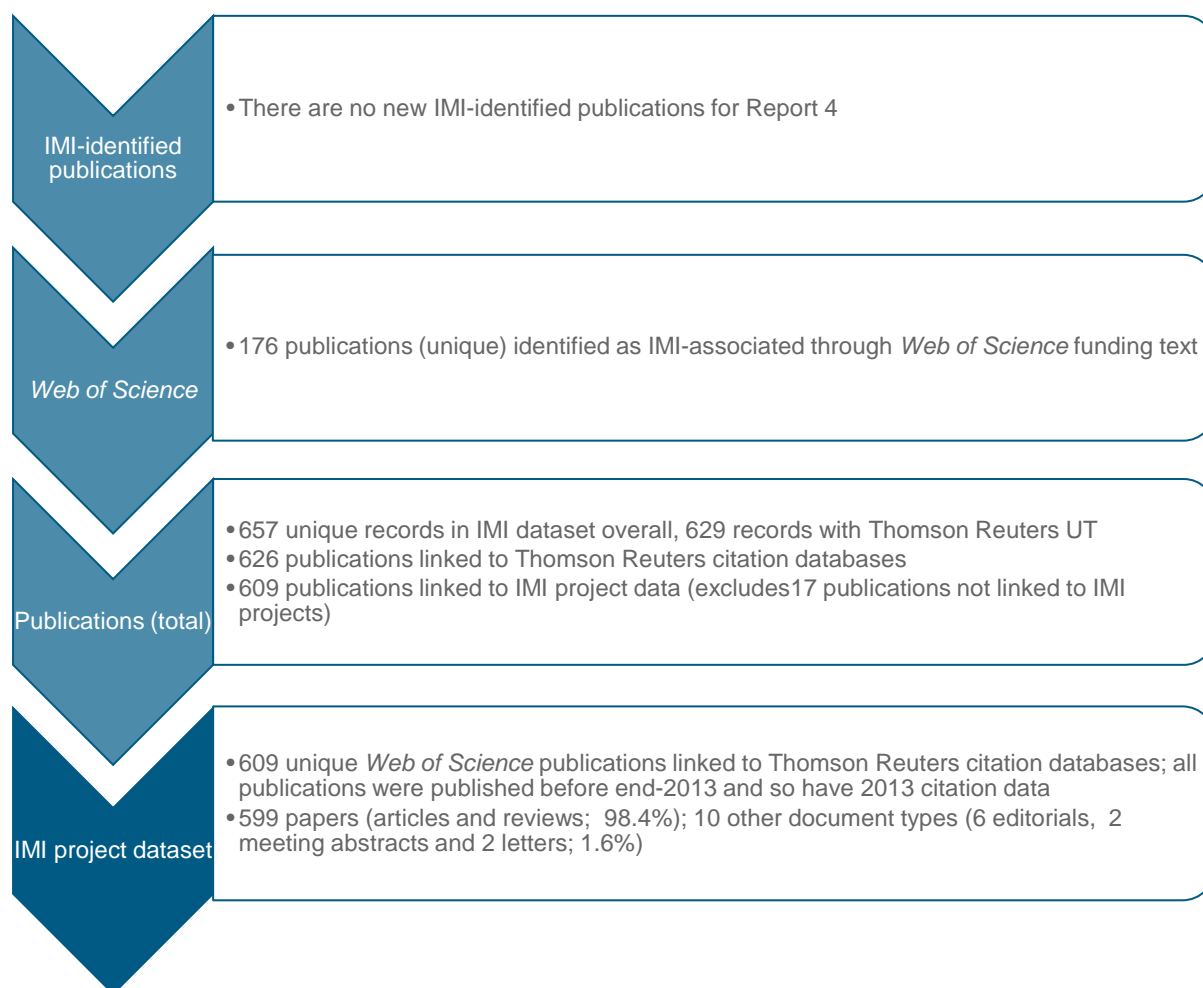 IMI-identified
publications
•There are no new IMI-identified publications for Report 4
Web of Science
•176 publications (unique) identified as IMI-associated through Web of Science funding text
Publications (total)
•657 unique records in IMI dataset overall, 629 records with Thomson Reuters UT
•626 publications linked to Thomson Reuters citation databases
•609 publications linked to IMI project data (excludes17 publications not linked to IMI
projects)
IMI project dataset
•609 unique Web of Science publications linked to Thomson Reuters citation databases; all
publications were published before end-2013 and so have 2013 citation data
•599 papers (articles and reviews; 98.4%); 10 other document types (6 editorials, 2
meeting abstracts and 2 letters; 1.6%)